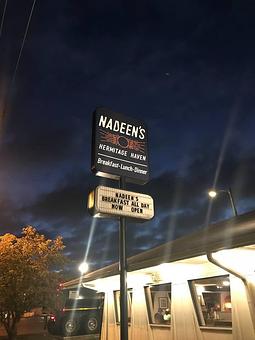 NADEEN'S
HERMITAGE HAVEN
Breakfast-Lunch-Dinner
NADEEN'S
BREAKFAST ALL DAY
NOW OPEN